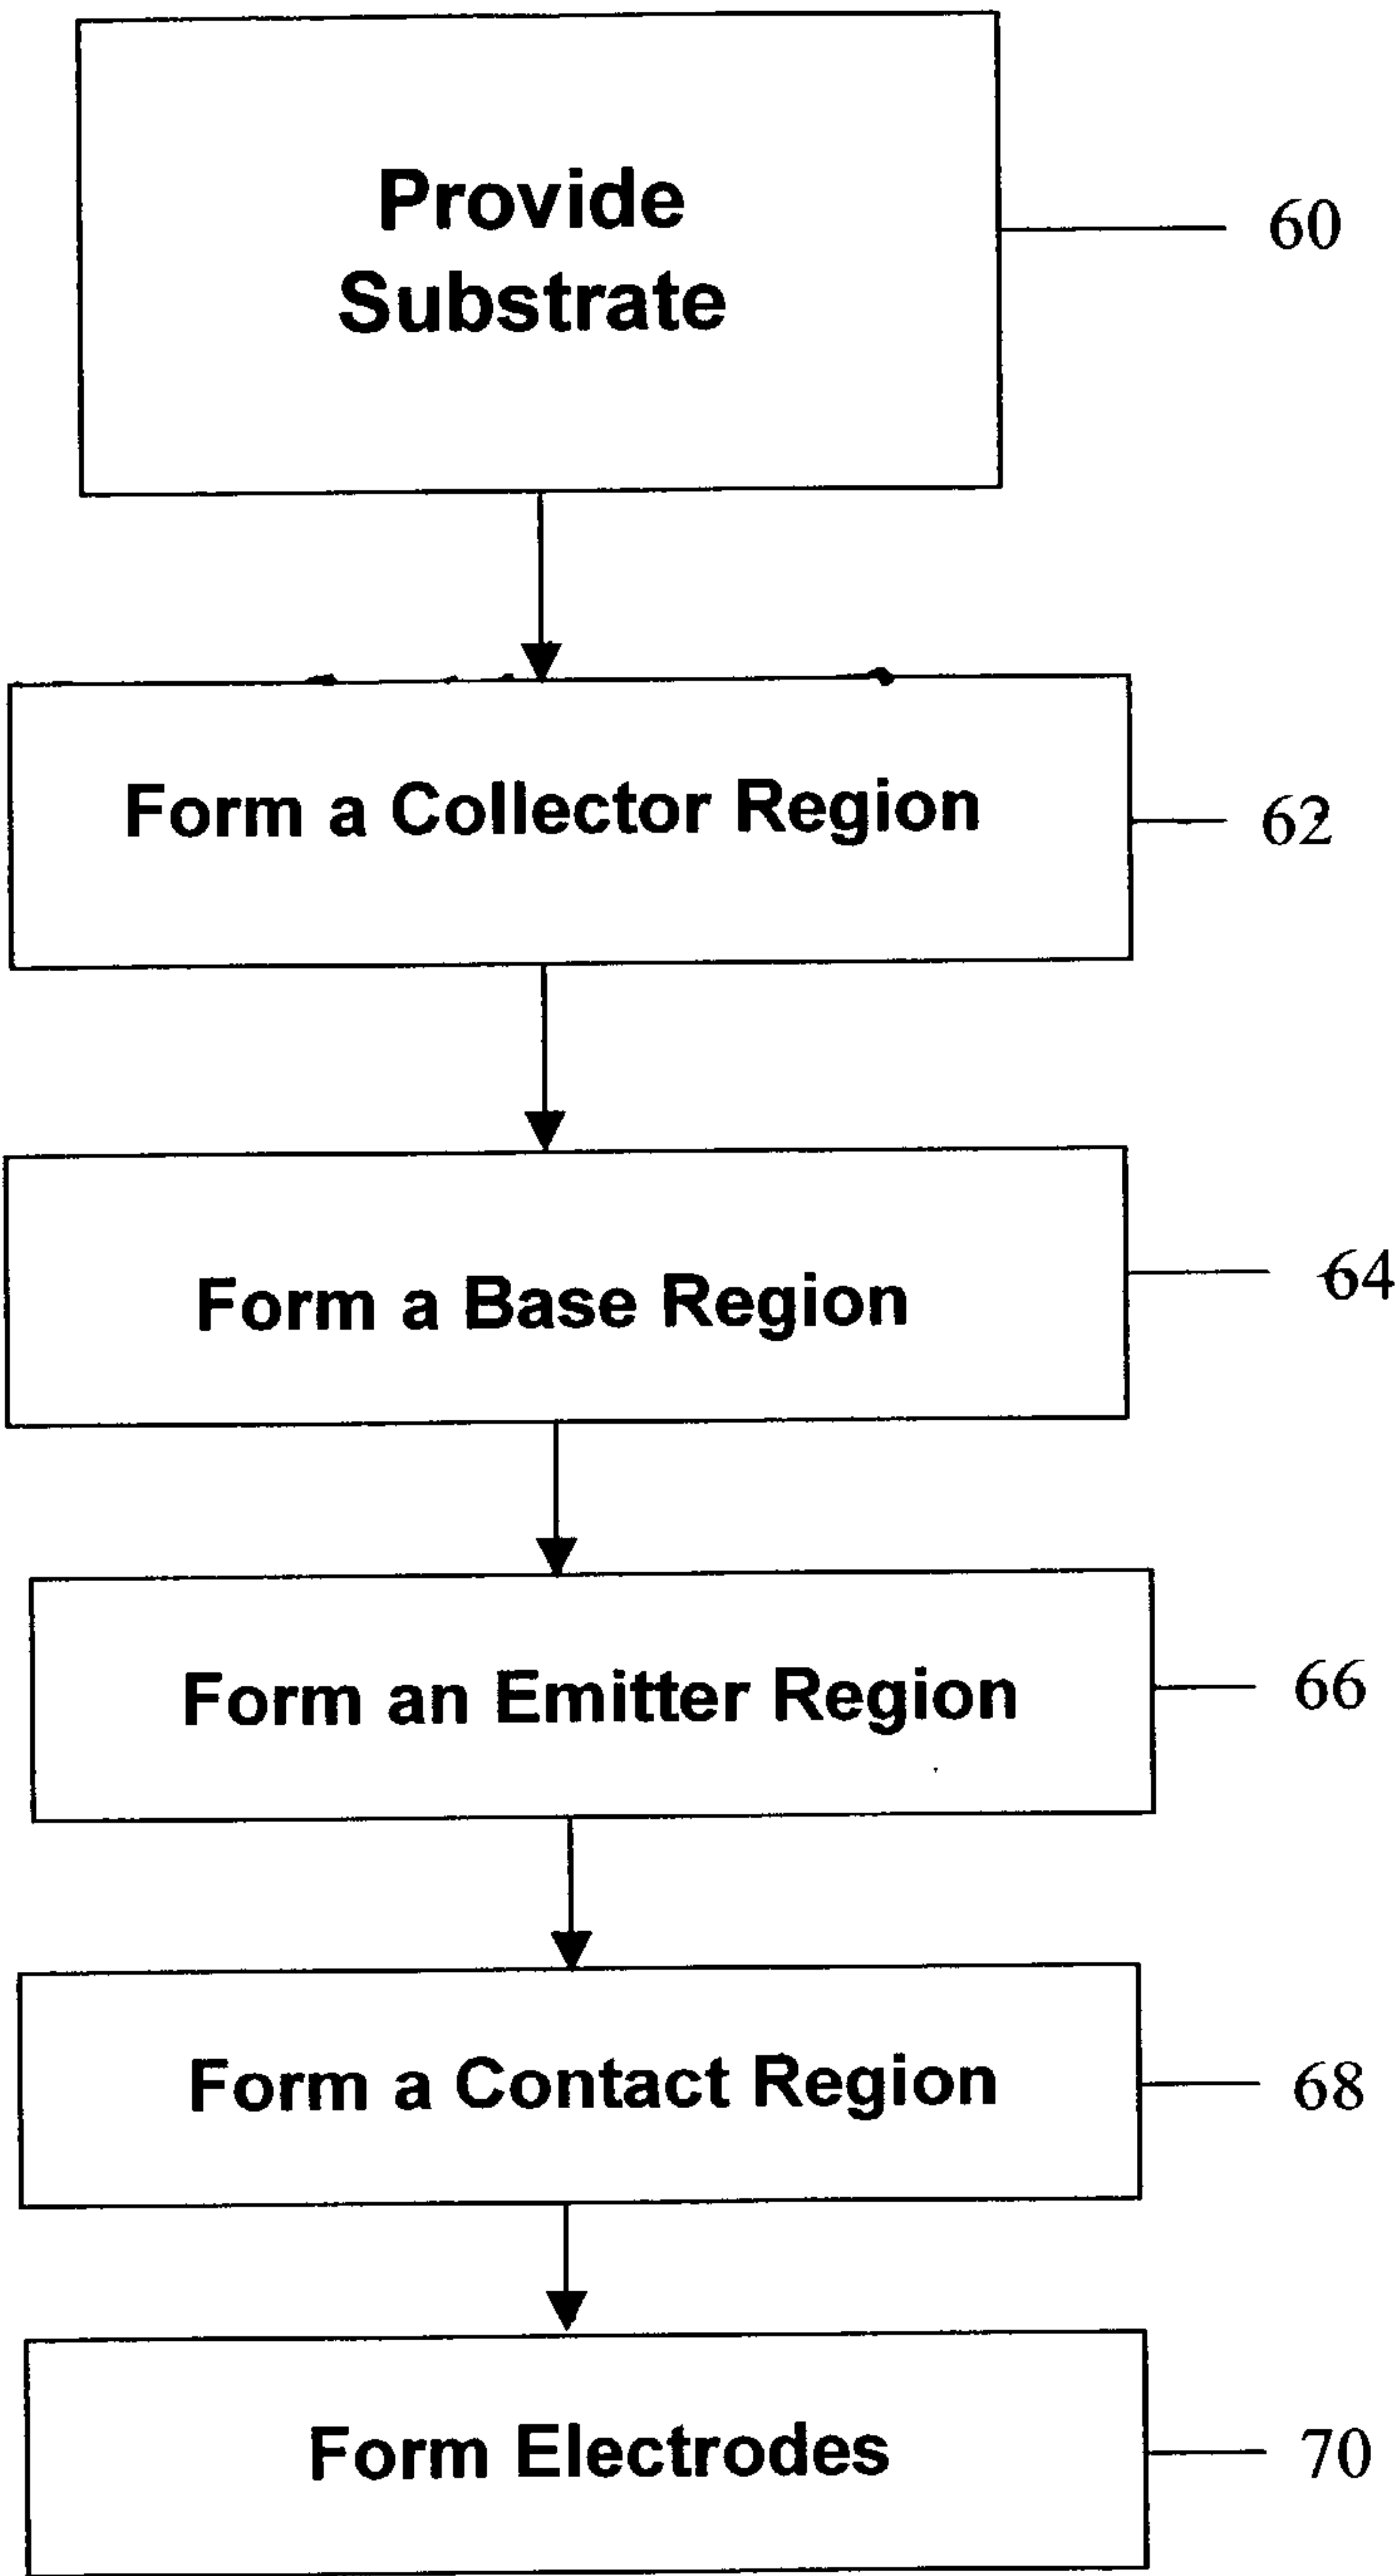 Provide
Substrate
60
Form a Collector Region
62
Form a Base Region
64
Form an Emitter Region
66
Form a Contact Region
68
Form Electrodes
70